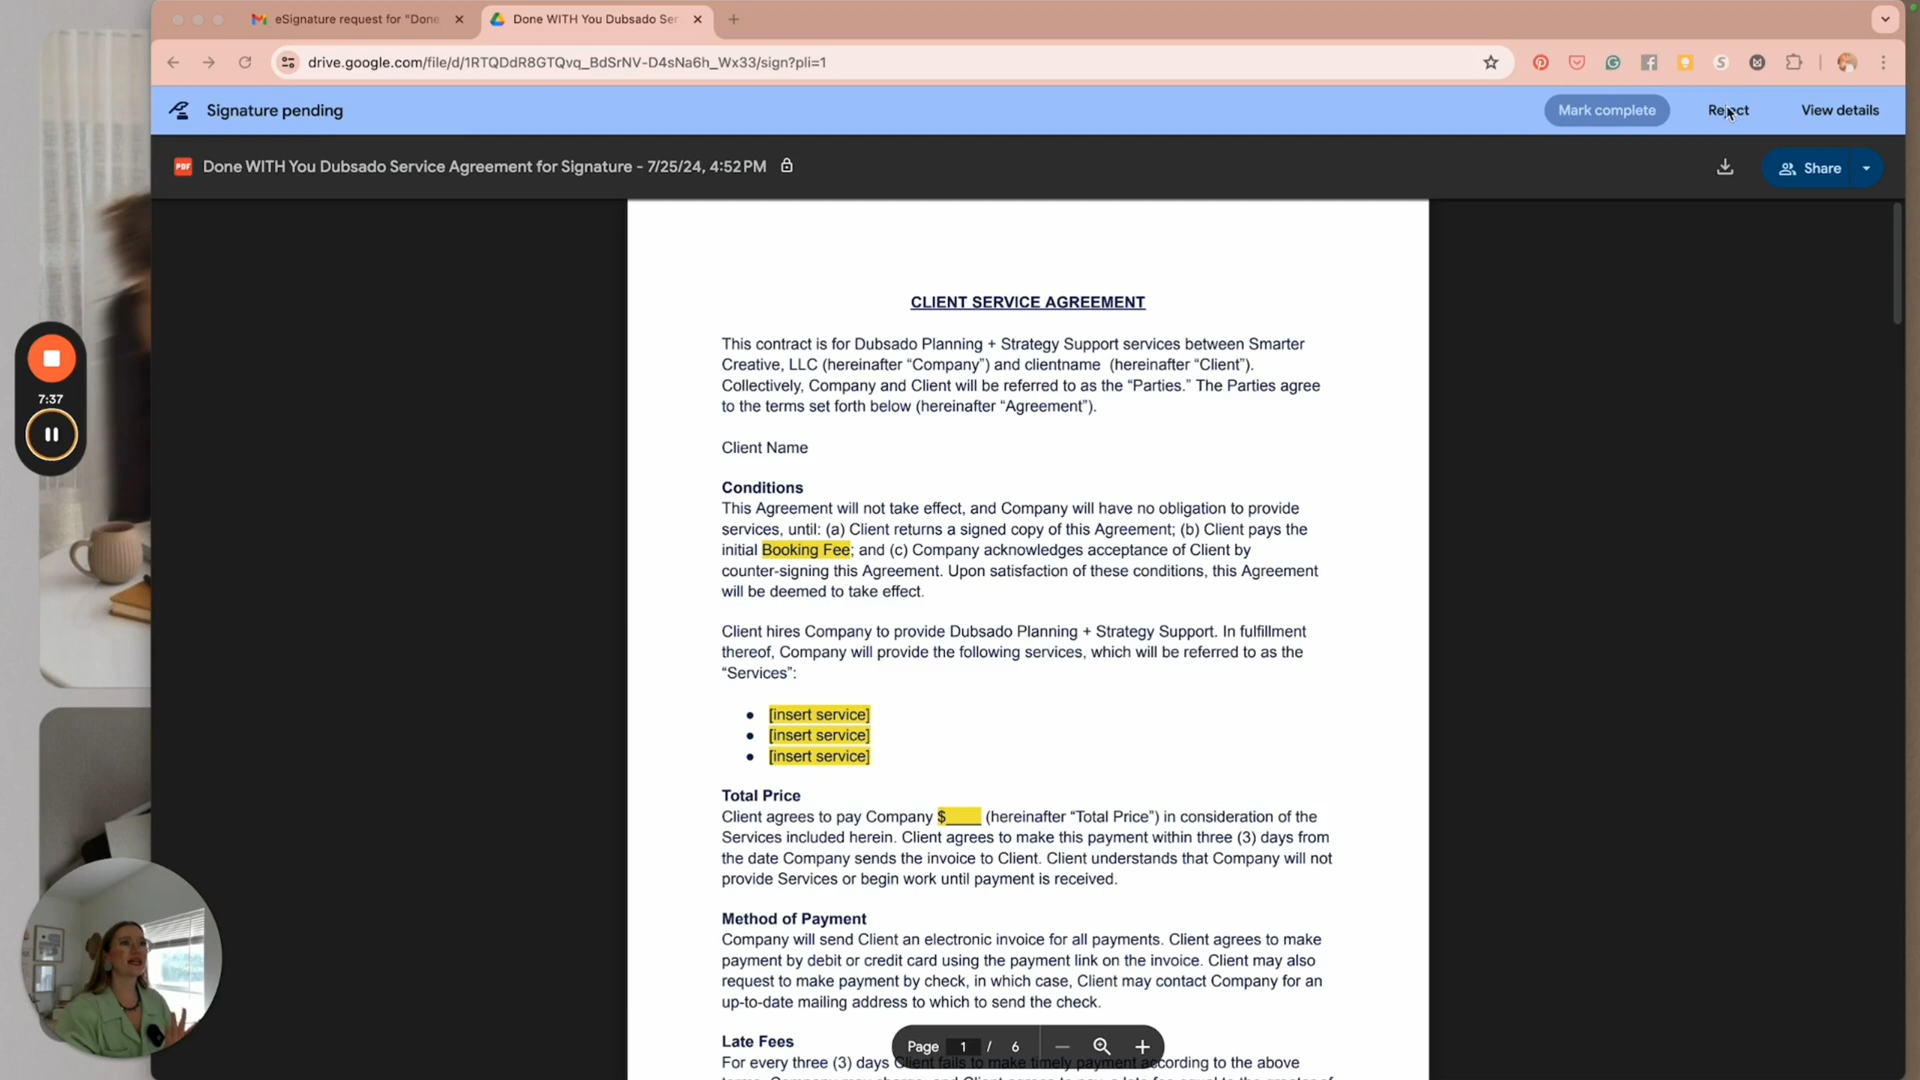 eSignature request for "Done
Done WITH You Dubsado Ser
drive.google.com/file/d/1RTQDdR8GTQvq_BdSrNV-D4sNa6h_Wx33/sign?pli=1
Signature pending
Mark complete
Reject
View details
PDF
Done WITH You Dubsado Service Agreement for Signature - 7/25/24, 4:52 PM
Share
7:37
CLIENT SERVICE AGREEMENT
This contract is for Dubsado Planning + Strategy Support services between Smarter
Creative, LLC (hereinafter “Company”) and clientname (hereinafter “Client”).
Collectively, Company and Client will be referred to as the “Parties.” The Parties agree
to the terms set forth below (hereinafter “Agreement”).
Client Name
Conditions
This Agreement will not take effect, and Company will have no obligation to provide
services, until: (a) Client returns a signed copy of this Agreement; (b) Client pays the
initial Booking Fee; and (c) Company acknowledges acceptance of Client by
counter-signing this Agreement. Upon satisfaction of these conditions, this Agreement
will be deemed to take effect.
Client hires Company to provide Dubsado Planning + Strategy Support. In fulfillment
thereof, Company will provide the following services, which will be referred to as the
“Services”:
● [insert service]
● [insert service]
● [insert service]
Total Price
Client agrees to pay Company $____ (hereinafter “Total Price”) in consideration of the
Services included herein. Client agrees to make this payment within three (3) days from
the date Company sends the invoice to Client. Client understands that Company will not
provide Services or begin work until payment is received.
Method of Payment
Company will send Client an electronic invoice for all payments. Client agrees to make
payment by debit or credit card using the payment link on the invoice. Client may also
request to make payment by check, in which case, Client may contact Company for an
up-to-date mailing address to which to send the check.
Late Fees
For every three (3) days Client fails to make timely payment according to the above
Page 1 / 6